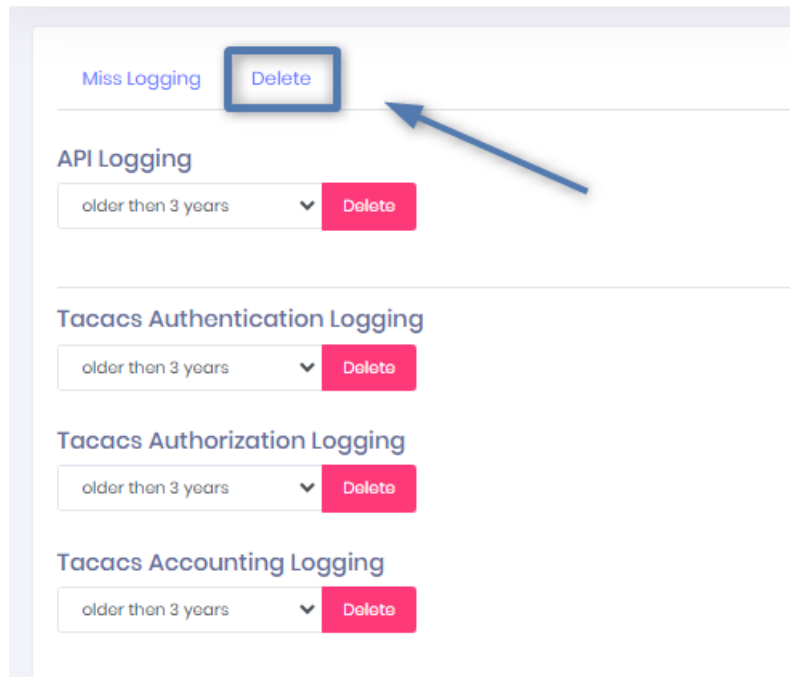 Miss Logging Delete
API Logging
older then 3 years Delete
Tacacs Authentication Logging
older then 3 years Delete
Tacacs Authorization Logging
older then 3 years Delete
Tacacs Accounting Logging
older then 3 years Delete